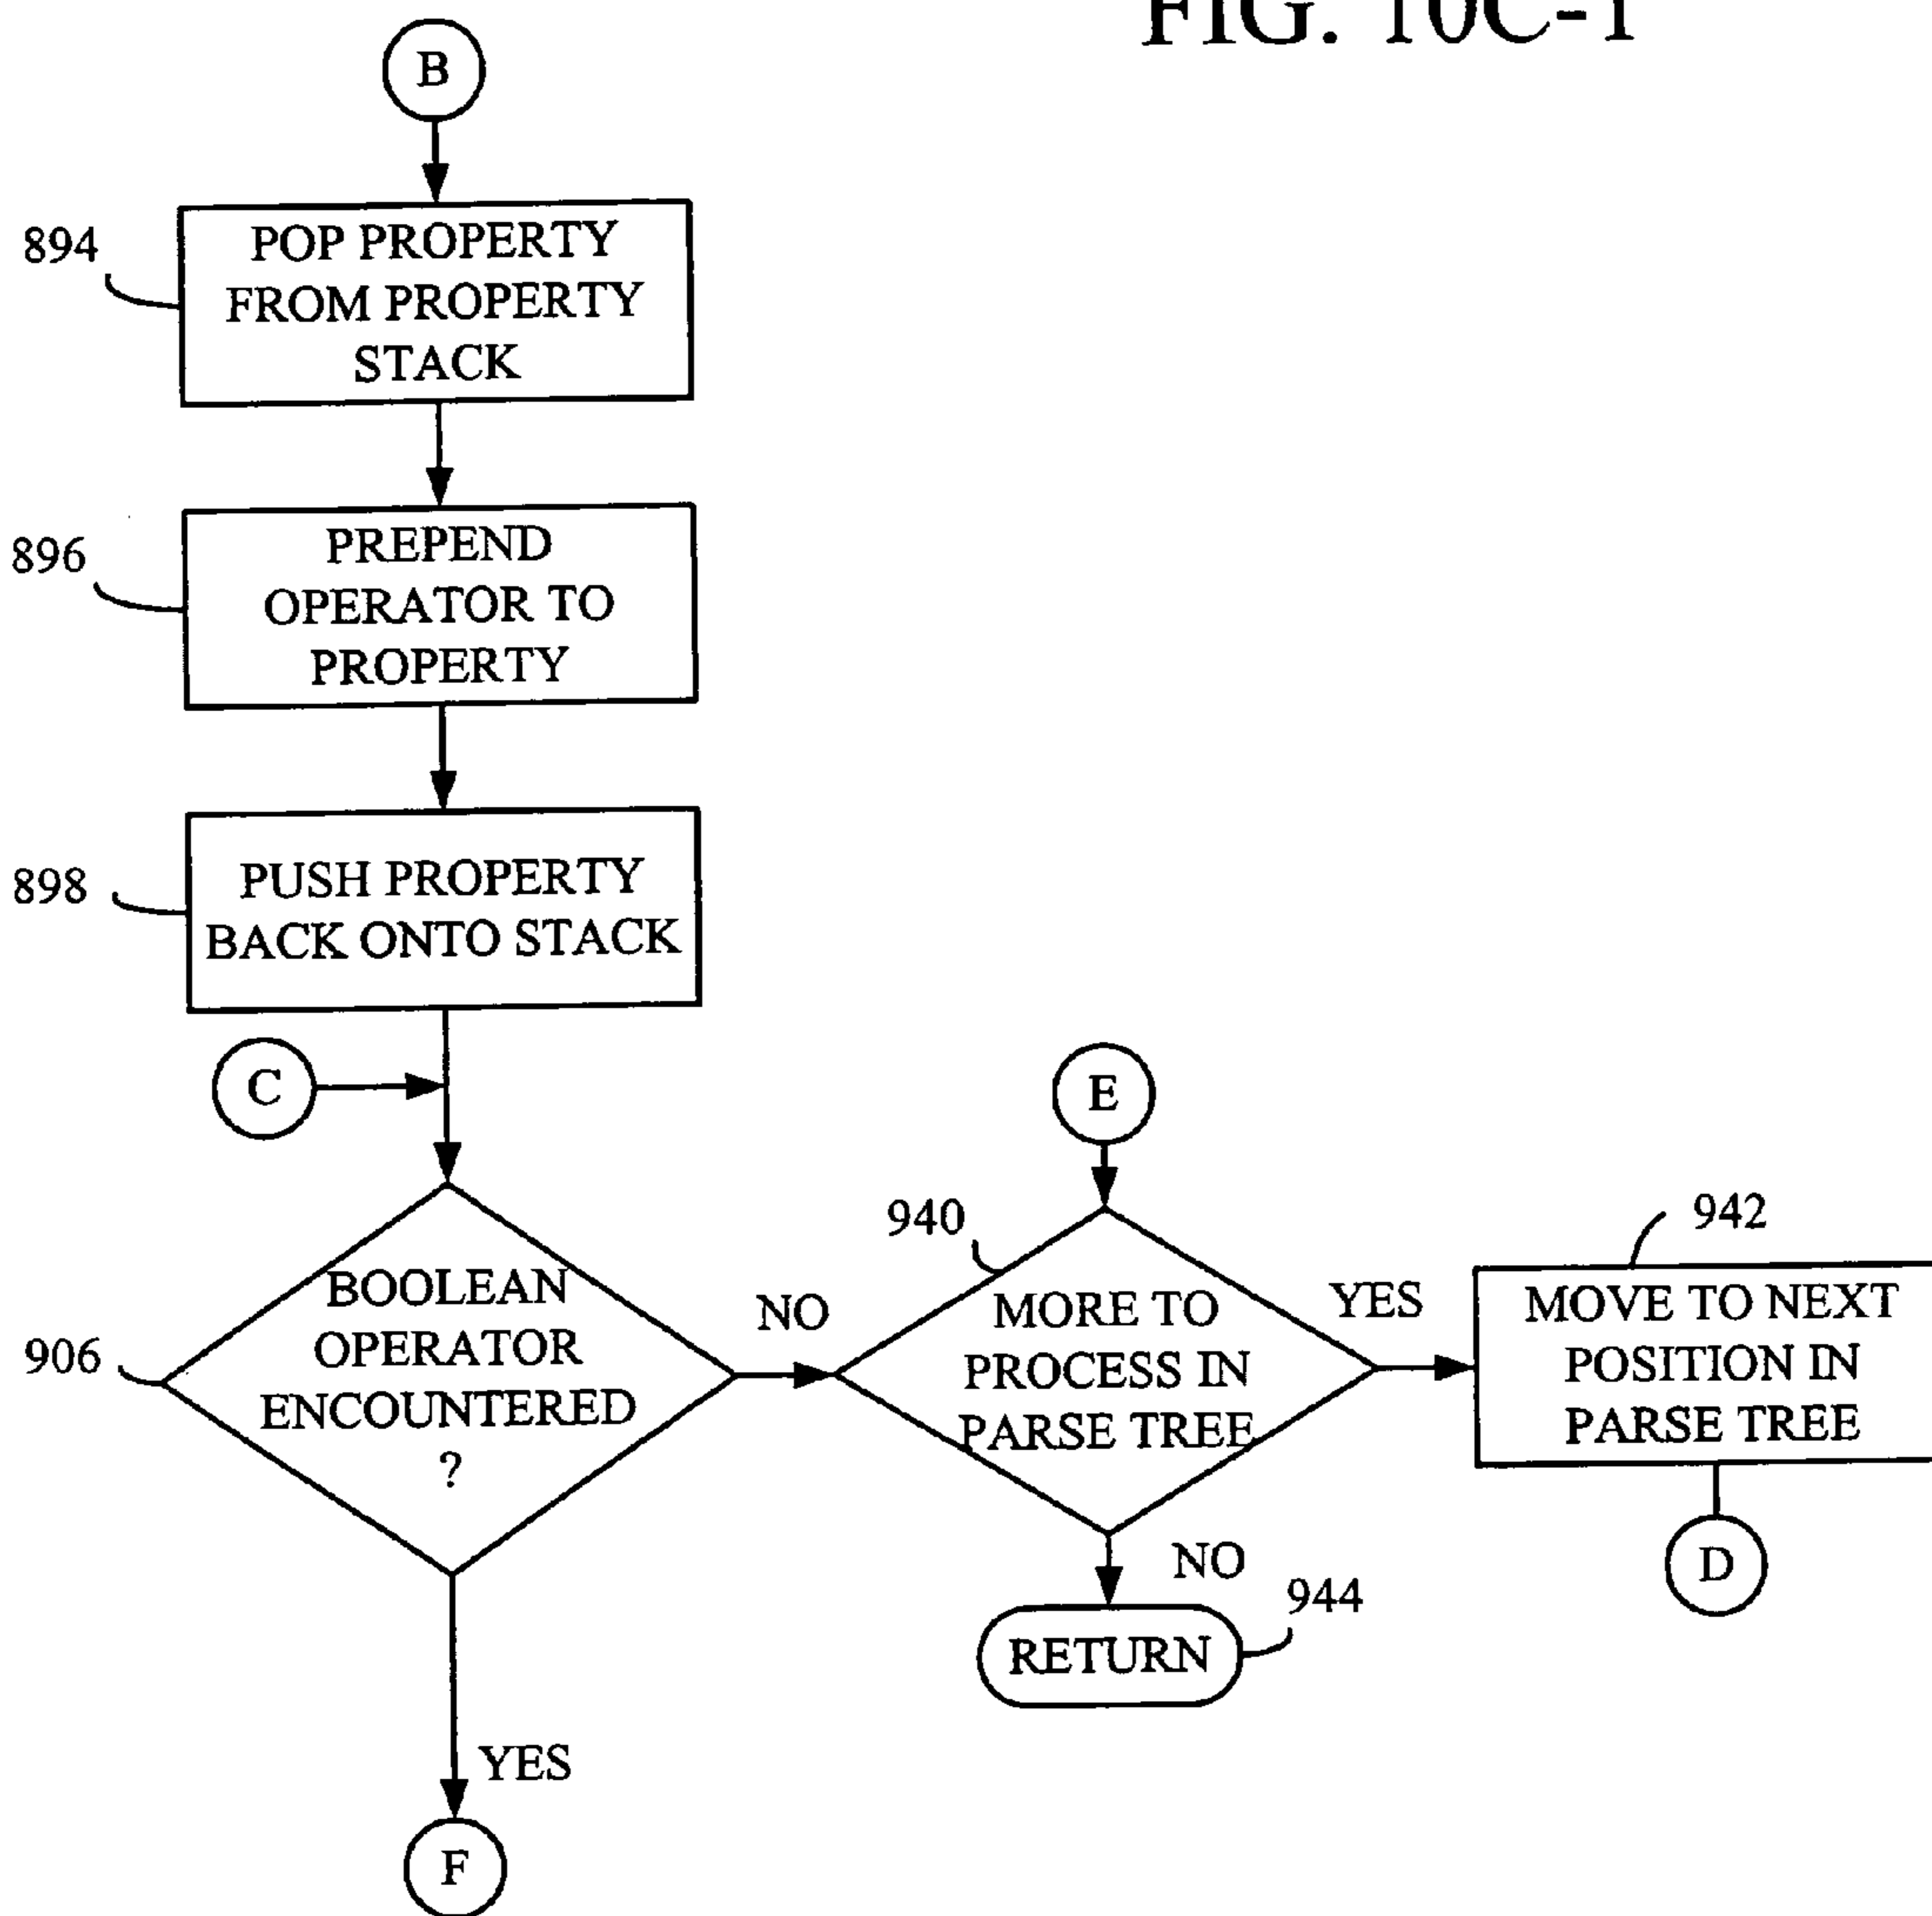 FIG. 10C-1
B
894
POP PROPERTY
FROM PROPERTY
STACK
896
PREPEND
OPERATOR TO
PROPERTY
898
PUSH PROPERTY
BACK ONTO STACK
C
906
BOOLEAN
OPERATOR
ENCOUNTERED
?
NO
YES
F
E
940
MORE TO
PROCESS IN
PARSE TREE
YES
NO
944
RETURN
942
MOVE TO NEXT
POSITION IN
PARSE TREE
D